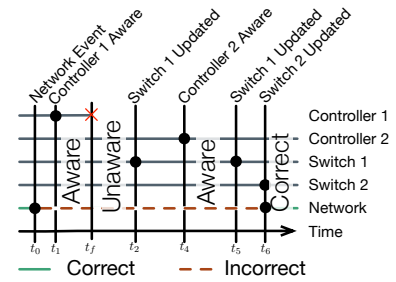 Network Event
Controller 1 Aware
Switch 1 Updated
Controller 2 Aware
Switch 1 Updated
Switch 2 Updated
Controller 1
Controller 2
Switch 1
Switch 2
Network
Time
Aware
Unaware
Aware
Correct
t0 t1 tf t2 t4 t5 t6
Correct Incorrect